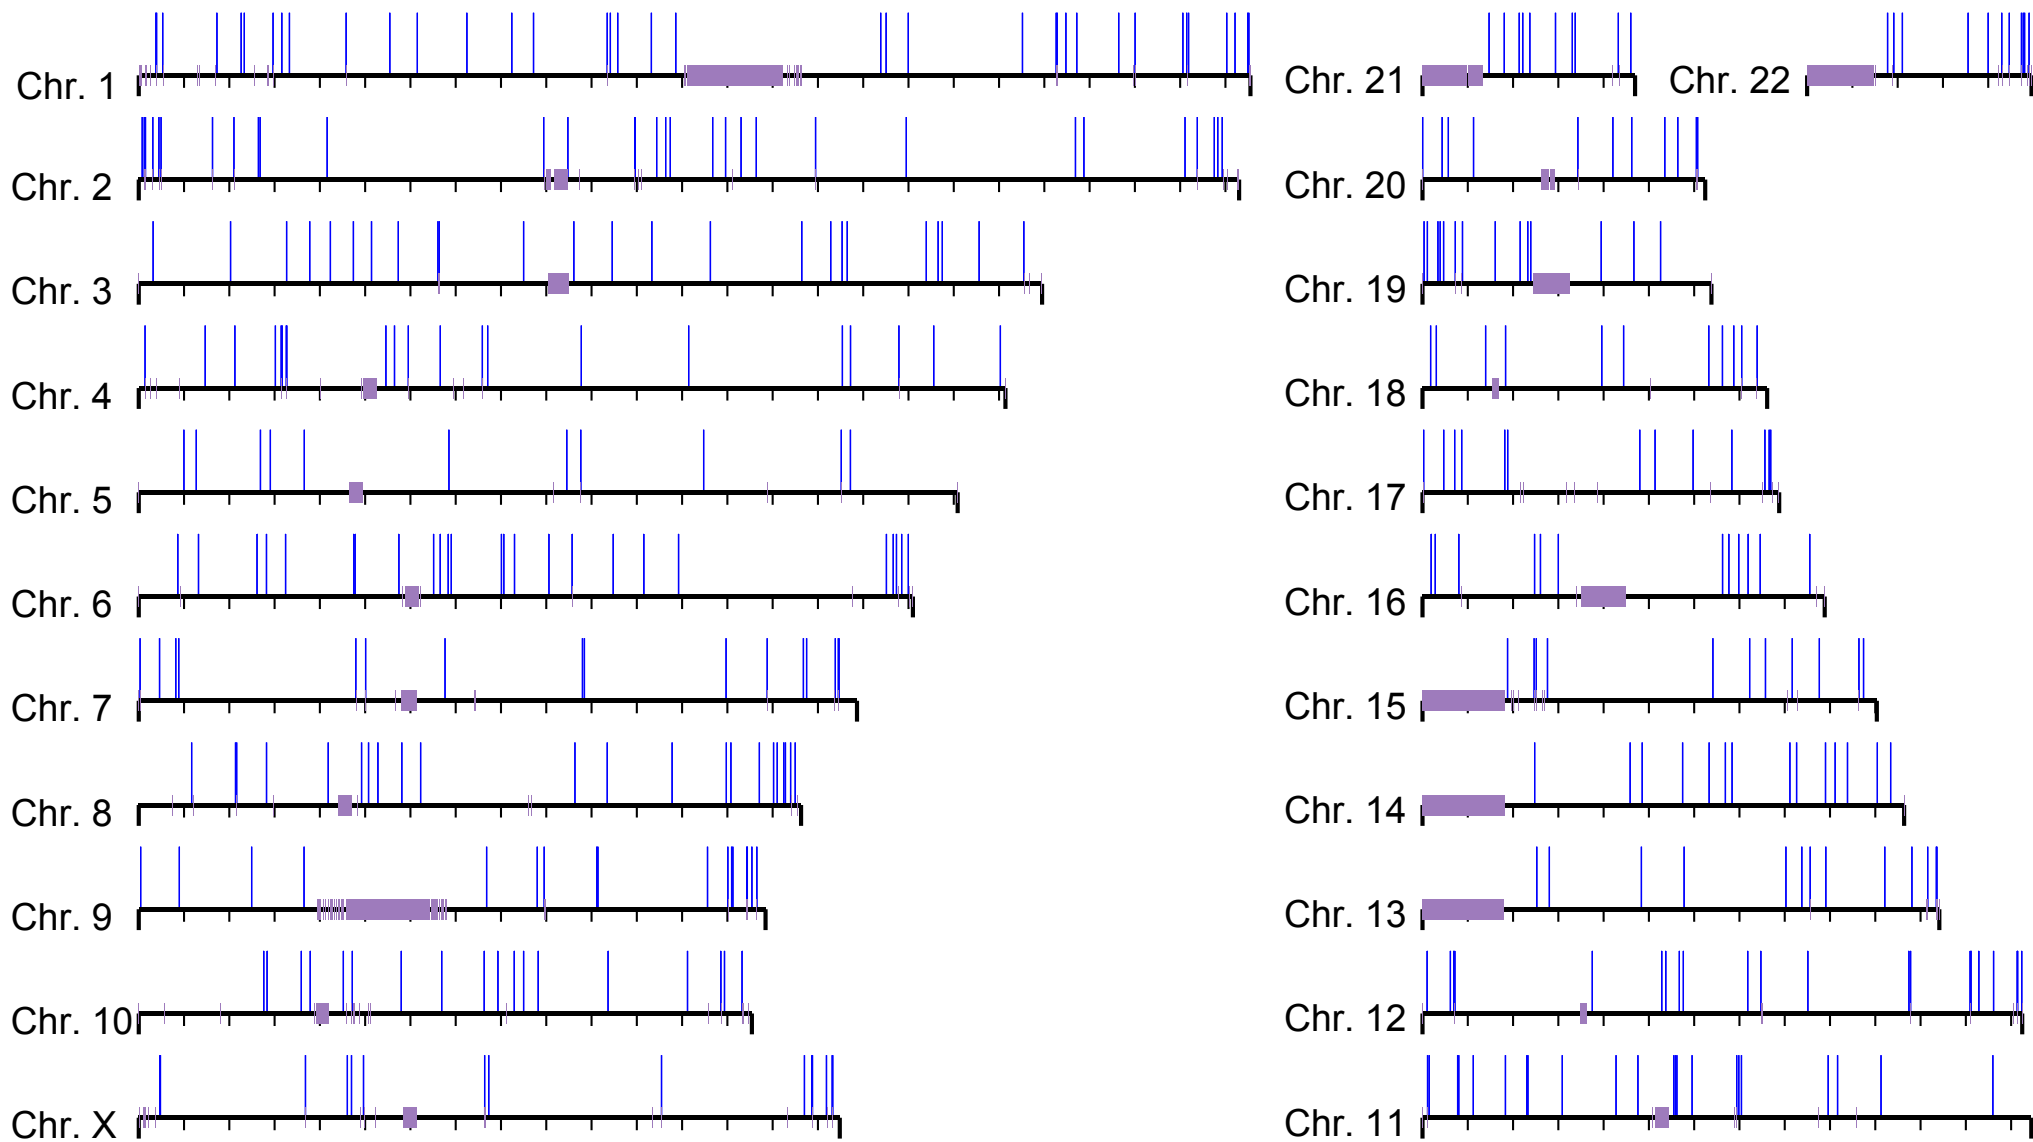 Chr. 1
Chr. 21
Chr. 22
Chr. 2
Chr. 20
Chr. 3
Chr. 19
Chr. 4
Chr. 18
Chr. 5
Chr. 17
Chr. 6
Chr. 16
Chr. 7
Chr. 15
Chr. 8
Chr. 14
Chr. 9
Chr. 13
Chr. 10
Chr. 12
Chr. X
Chr. 11